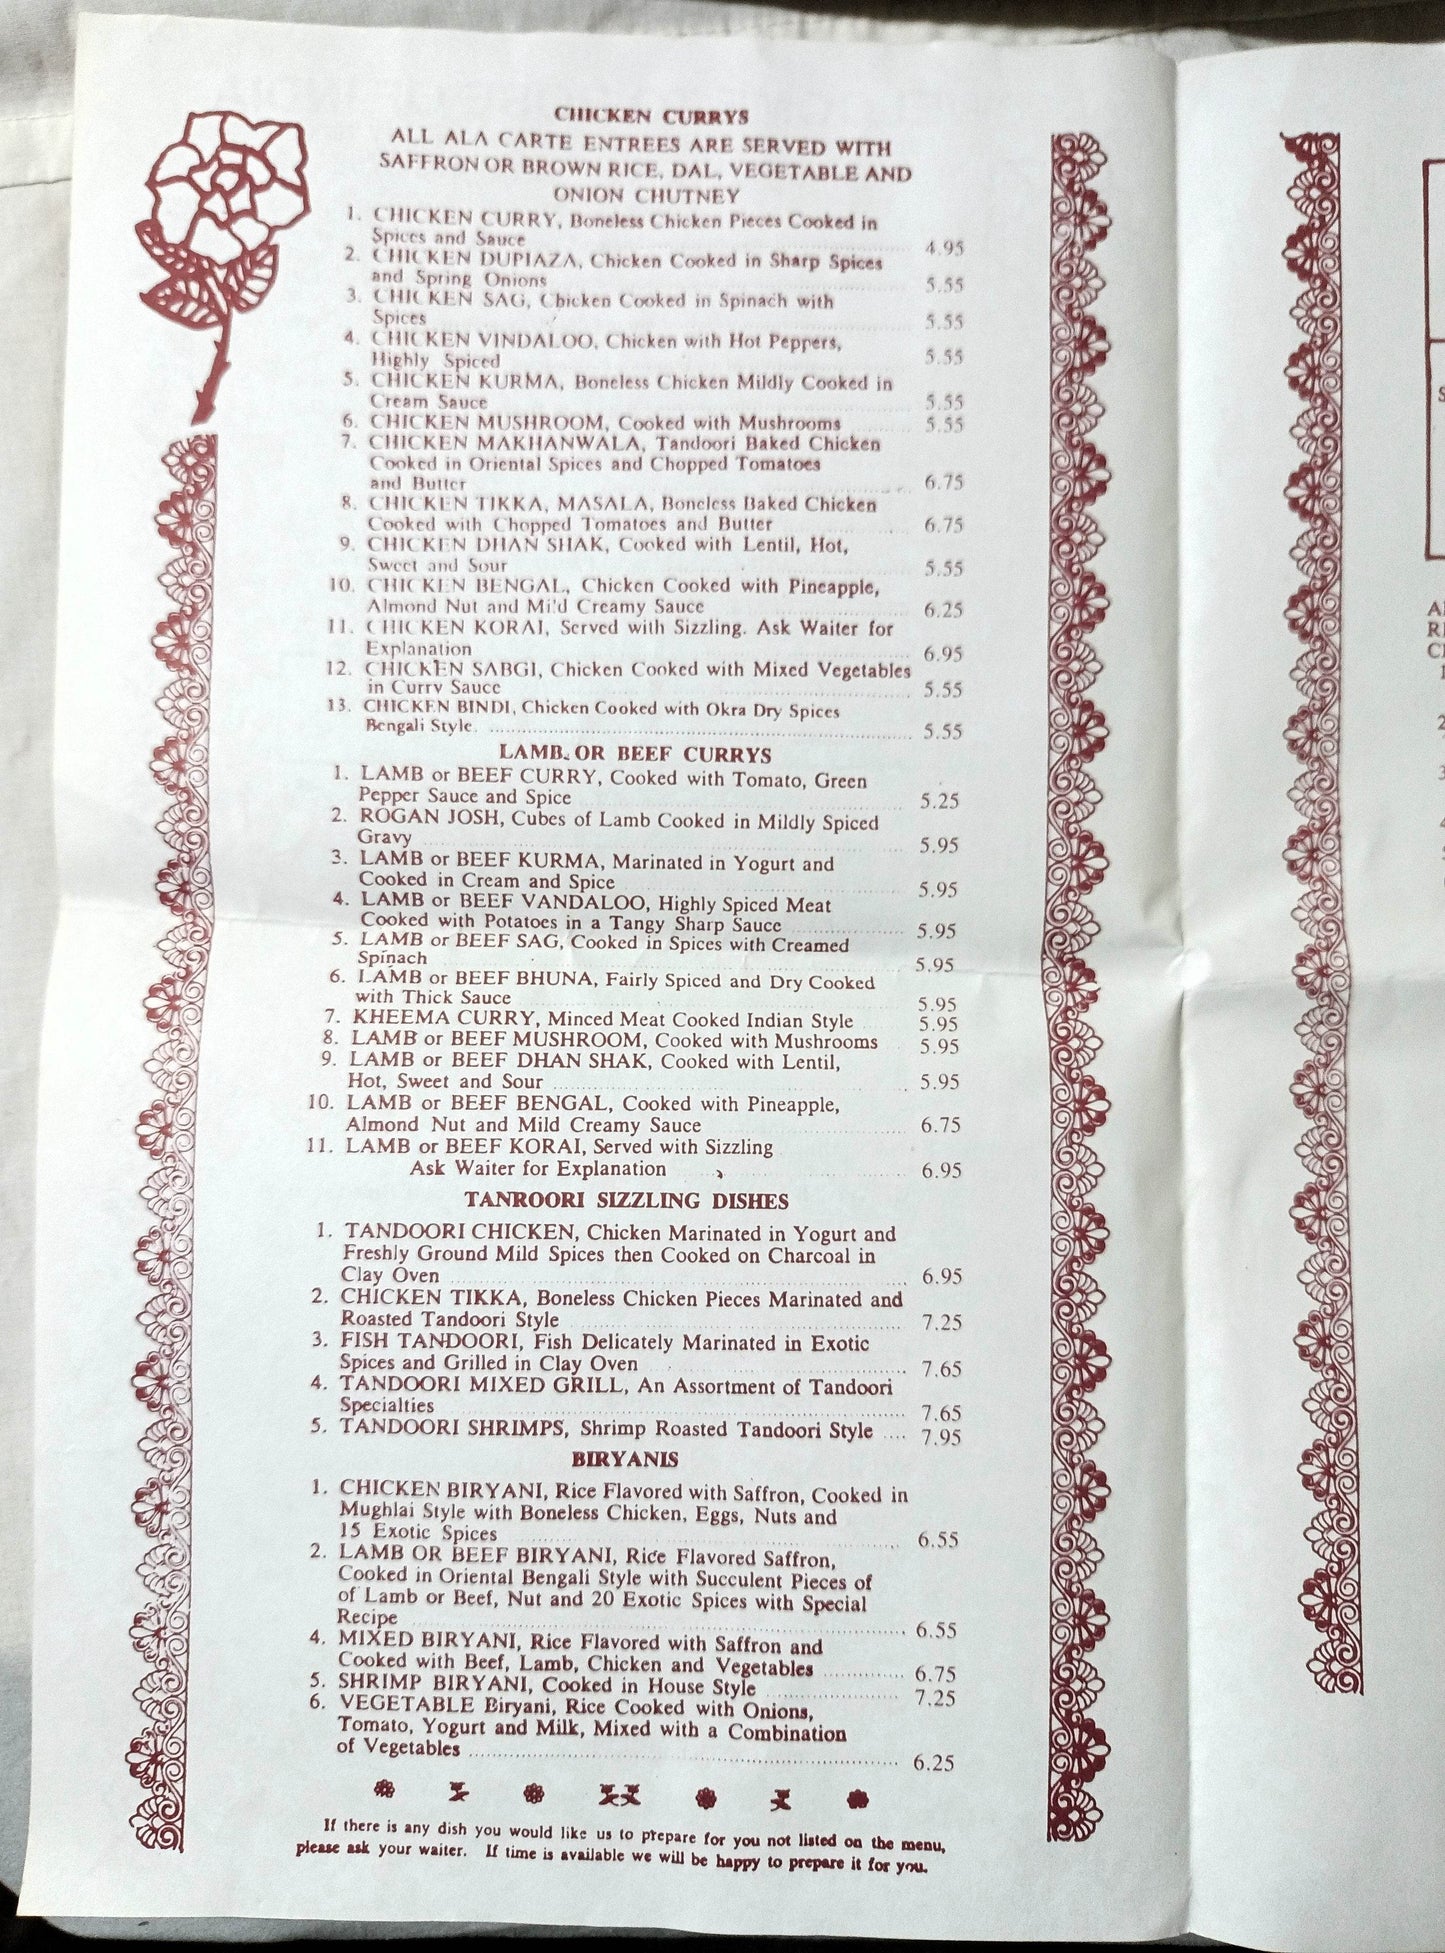 CHICKEN CURRYS
ALL ALA CARTE ENTREES ARE SERVED WITH
SAFFRON OR BROWN RICE, DAL, VEGETABLE AND
ONION CHUTNEY
1. CHICKEN CURRY, Boneless Chicken Pieces Cooked in
Spices and Sauce 4.95
2. CHICKEN DUPIAZA, Chicken Cooked in Sharp Spices
and Spring Onions 5.55
3. CHICKEN SAG, Chicken Cooked in Spinach with
Spices 5.55
4. CHICKEN VINDALOO, Chicken with Hot Peppers,
Highly Spiced 5.55
5. CHICKEN KURMA, Boneless Chicken Mildly Cooked in
Cream Sauce 5.55
6. CHICKEN MUSHROOM, Cooked with Mushrooms 5.55
7. CHICKEN MAKHANWALA, Tandoori Baked Chicken
Cooked in Oriental Spices and Chopped Tomatoes
and Butter 6.75
8. CHICKEN TIKKA, MASALA, Boneless Baked Chicken
Cooked with Chopped Tomatoes and Butter 6.75
9. CHICKEN DHAN SHAK, Cooked with Lentil, Hot,
Sweet and Sour 5.55
10. CHICKEN BENGAL, Chicken Cooked with Pineapple,
Almond Nut and Mild Creamy Sauce 6.25
11. CHICKEN KORAI, Served with Sizzling. Ask Waiter for
Explanation 6.95
12. CHICKEN SABGI, Chicken Cooked with Mixed Vegetables
in Curry Sauce 5.55
13. CHICKEN BINDI, Chicken Cooked with Okra Dry Spices
Bengali Style. 5.55
LAMB OR BEEF CURRYS
1. LAMB or BEEF CURRY, Cooked with Tomato, Green
Pepper Sauce and Spice 5.25
2. ROGAN JOSH, Cubes of Lamb Cooked in Mildly Spiced
Gravy 5.95
3. LAMB or BEEF KURMA, Marinated in Yogurt and
Cooked in Cream and Spice 5.95
4. LAMB or BEEF VANDALOO, Highly Spiced Meat
Cooked with Potatoes in a Tangy Sharp Sauce 5.95
5. LAMB or BEEF SAG, Cooked in Spices with Creamed
Spinach 5.95
6. LAMB or BEEF BHUNA, Fairly Spiced and Dry Cooked
with Thick Sauce 5.95
7. KHEEMA CURRY, Minced Meat Cooked Indian Style 5.95
8. LAMB or BEEF MUSHROOM, Cooked with Mushrooms 5.95
9. LAMB or BEEF DHAN SHAK, Cooked with Lentil,
Hot, Sweet and Sour 5.95
10. LAMB or BEEF BENGAL, Cooked with Pineapple,
Almond Nut and Mild Creamy Sauce 6.75
11. LAMB or BEEF KORAI, Served with Sizzling
Ask Waiter for Explanation 6.95
TANROORI SIZZLING DISHES
1. TANDOORI CHICKEN, Chicken Marinated in Yogurt and
Freshly Ground Mild Spices then Cooked on Charcoal in
Clay Oven 6.95
2. CHICKEN TIKKA, Boneless Chicken Pieces Marinated and
Roasted Tandoori Style 7.25
3. FISH TANDOORI, Fish Delicately Marinated in Exotic
Spices and Grilled in Clay Oven 7.65
4. TANDOORI MIXED GRILL, An Assortment of Tandoori
Specialties 7.65
5. TANDOORI SHRIMPS, Shrimp Roasted Tandoori Style 7.95
BIRYANIS
1. CHICKEN BIRYANI, Rice Flavored with Saffron, Cooked in
Mughlai Style with Boneless Chicken, Eggs, Nuts and
15 Exotic Spices 6.55
2. LAMB OR BEEF BIRYANI, Rice Flavored Saffron,
Cooked in Oriental Bengali Style with Succulent Pieces of
of Lamb or Beef, Nut and 20 Exotic Spices with Special
Recipe 6.55
4. MIXED BIRYANI, Rice Flavored with Saffron and
Cooked with Beef, Lamb, Chicken and Vegetables 6.75
5. SHRIMP BIRYANI, Cooked in House Style 7.25
6. VEGETABLE Biryani, Rice Cooked with Onions,
Tomato, Yogurt and Milk, Mixed with a Combination
of Vegetables 6.25
If there is any dish you would like us to prepare for you not listed on the menu,
please ask your waiter. If time is available we will be happy to prepare it for you.